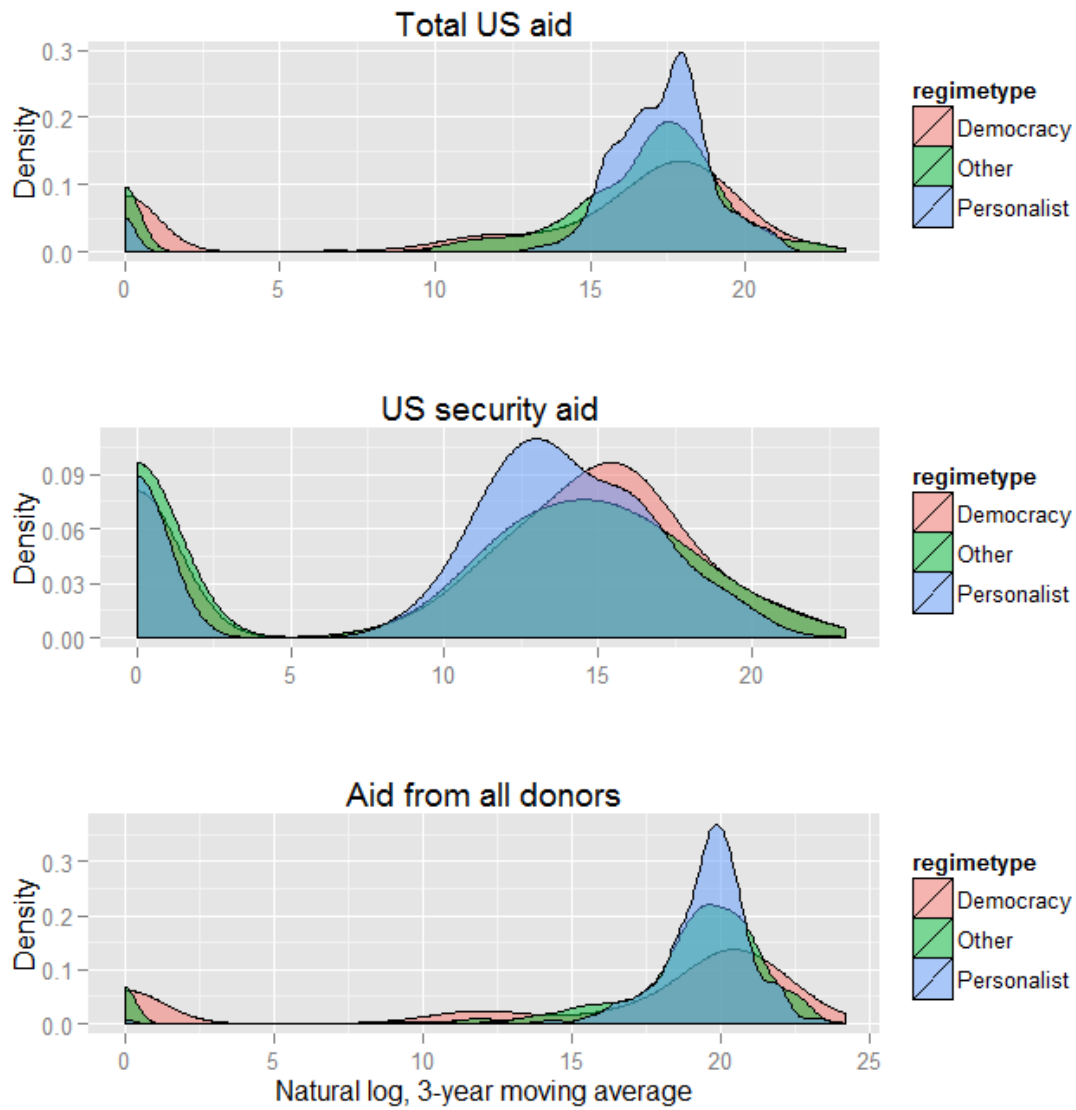 Total US aid
Density
0.3
0.2
0.1
0.0
0 5 10 15 20
regimetype
Democracy
Other
Personalist
US security aid
Density
0.09
0.06
0.03
0.00
0 5 10 15 20
regimetype
Democracy
Other
Personalist
Aid from all donors
Density
0.3
0.2
0.1
0.0
0 5 10 15 20 25
Natural log, 3-year moving average
regimetype
Democracy
Other
Personalist